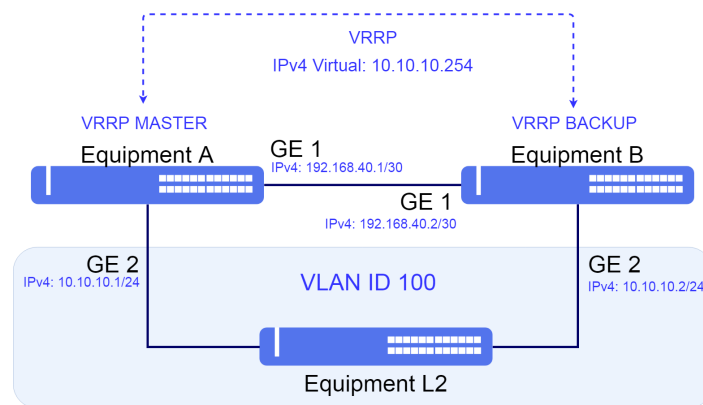 VRRP
IPv4 Virtual: 10.10.10.254
VRRP MASTER
VRRP BACKUP
Equipment A
GE 1
Equipment B
IPv4: 192.168.40.1/30
GE 1
IPv4: 192.168.40.2/30
GE 2
IPv4: 10.10.10.1/24
VLAN ID 100
GE 2
IPv4: 10.10.10.2/24
Equipment L2